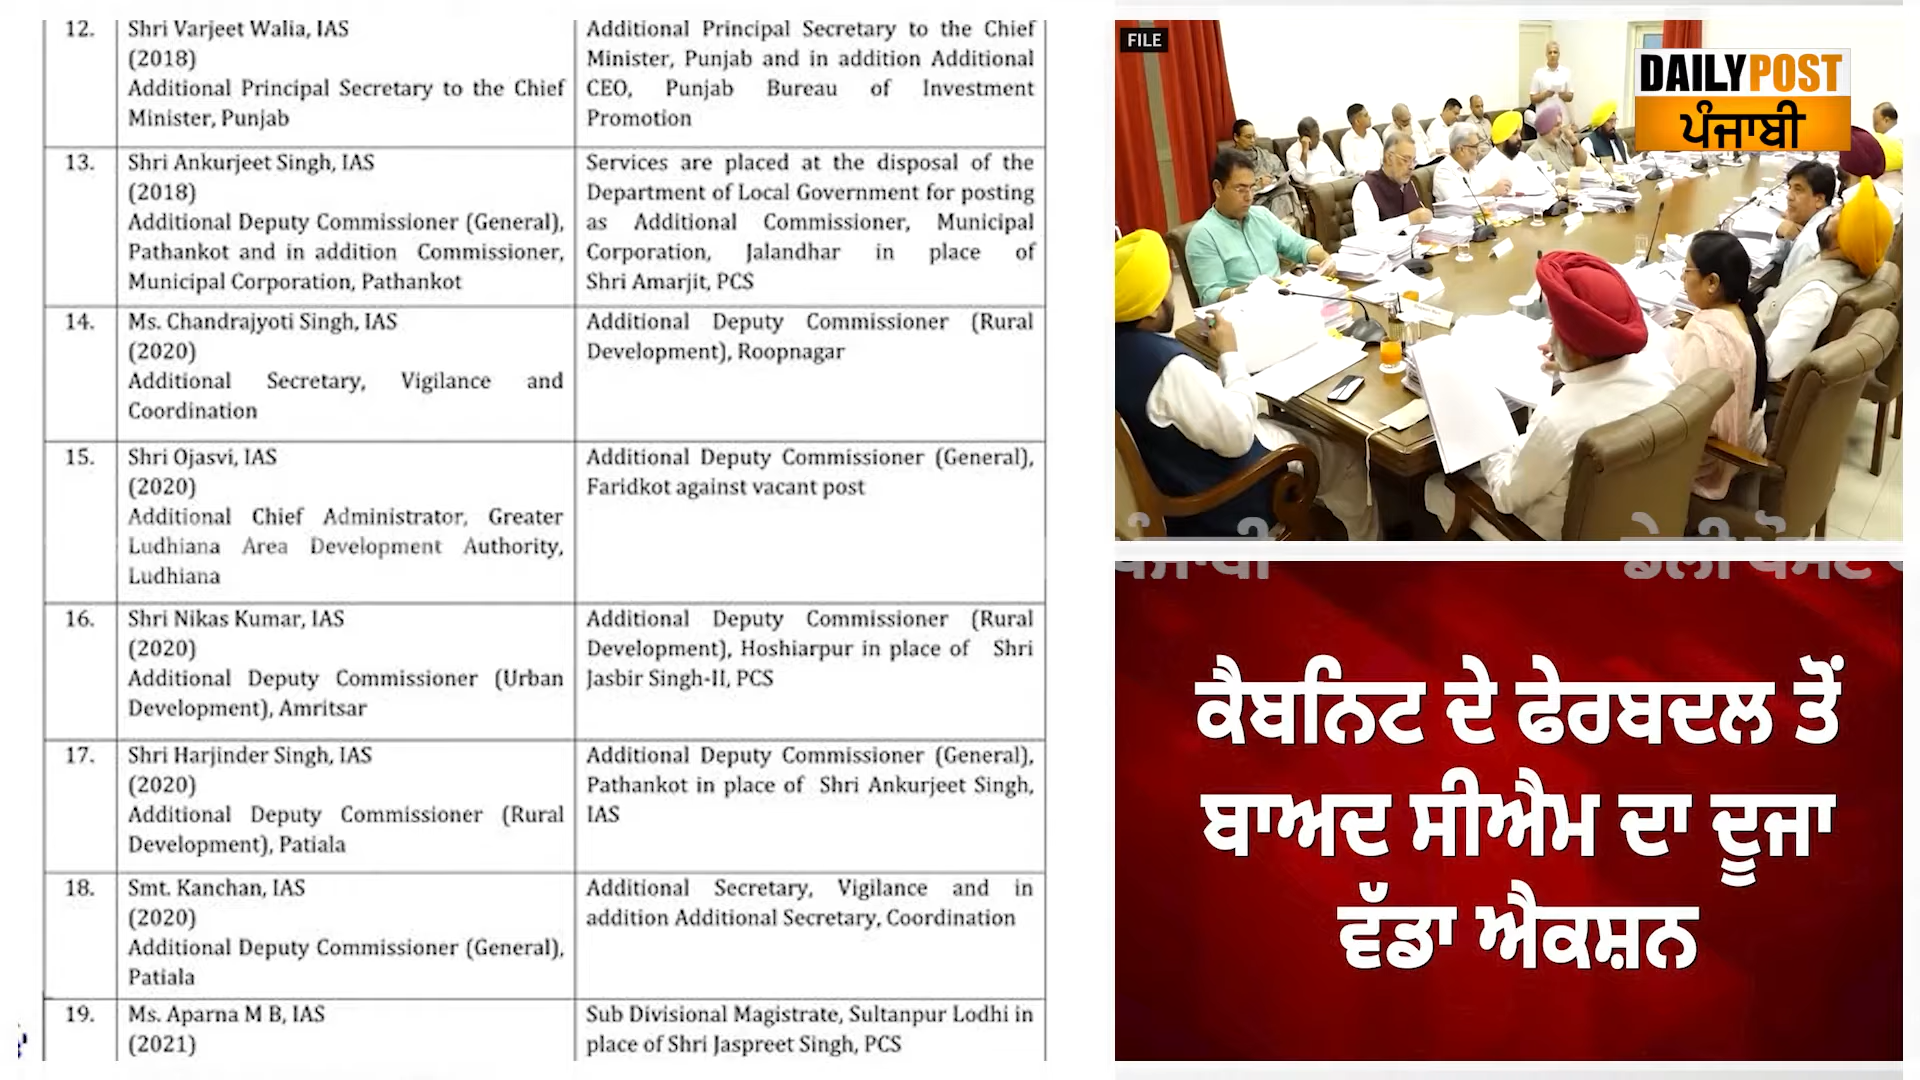 12.
Shri Varjeet Walia, IAS
(2018)
Additional Principal Secretary to the Chief
Minister, Punjab
Additional Principal Secretary to the Chief
Minister, Punjab and in addition Additional
CEO, Punjab Bureau of Investment
Promotion
13.
Shri Ankurjeet Singh, IAS
(2018)
Additional Deputy Commissioner (General),
Pathankot and in addition Commissioner,
Municipal Corporation, Pathankot
Services are placed at the disposal of the
Department of Local Government for posting
as Additional Commissioner, Municipal
Corporation, Jalandhar in place of
Shri Amarjit, PCS
14.
Ms. Chandrajyoti Singh, IAS
(2020)
Additional Secretary, Vigilance and
Coordination
Additional Deputy Commissioner (Rural
Development), Roopnagar
15.
Shri Ojasvi, IAS
(2020)
Additional Chief Administrator, Greater
Ludhiana Area Development Authority,
Ludhiana
Additional Deputy Commissioner (General),
Faridkot against vacant post
16.
Shri Nikas Kumar, IAS
(2020)
Additional Deputy Commissioner (Urban
Development), Amritsar
Additional Deputy Commissioner (Rural
Development), Hoshiarpur in place of Shri
Jasbir Singh-II, PCS
17.
Shri Harjinder Singh, IAS
(2020)
Additional Deputy Commissioner (Rural
Development), Patiala
Additional Deputy Commissioner (General),
Pathankot in place of Shri Ankurjeet Singh,
IAS
18.
Smt. Kanchan, IAS
(2020)
Additional Deputy Commissioner (General),
Patiala
Additional Secretary, Vigilance and in
addition Additional Secretary, Coordination
19.
Ms. Aparna M B, IAS
(2021)
Sub Divisional Magistrate, Sultanpur Lodhi in
place of Shri Jaspreet Singh, PCS
FILE
DAILY POST
ਪੰਜਾਬੀ
ਕੈਬਨਿਟ ਦੇ ਫੇਰਬਦਲ ਤੋਂ
ਬਾਅਦ ਸੀਐਮ ਦਾ ਦੂਜਾ
ਵੱਡਾ ਐਕਸ਼ਨ